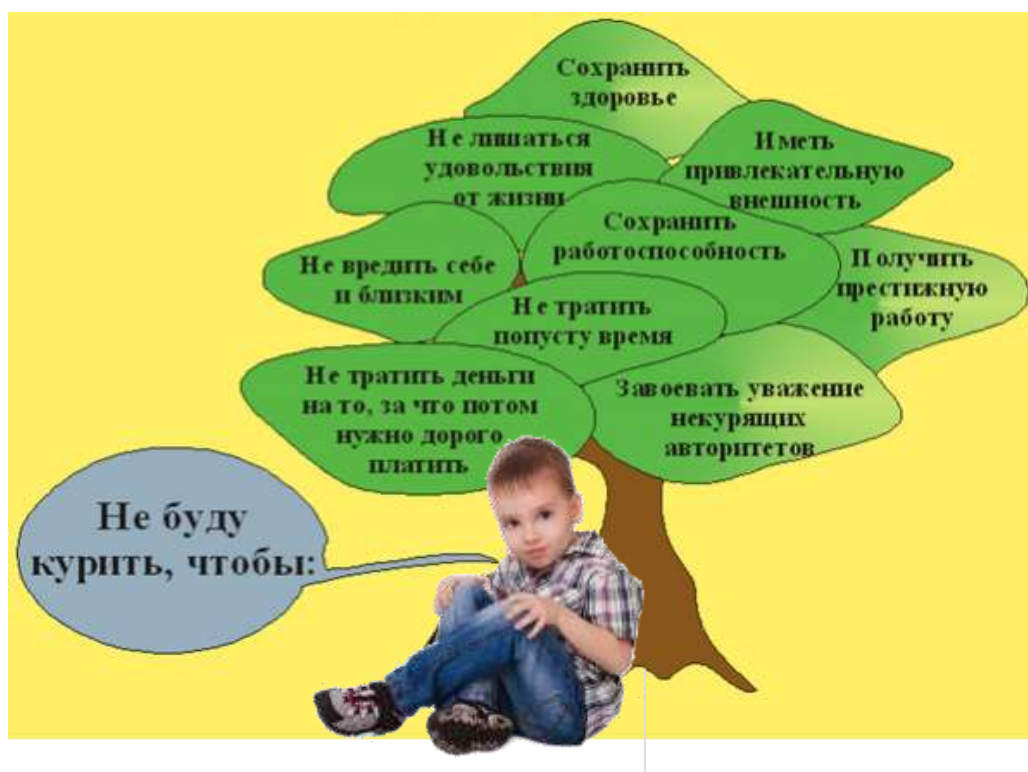 Сохранить
здоровье
Не лишаться
удовольствия
от жизни
Иметь
привлекательную
внешность
Сохранить
работоспособность
Не вредить себе
и близким
Получить
престижную
работу
Не тратить
попусту время
Не тратить деньги
на то, за что потом
нужно дорого
платить
Завоевать уважение
некурящих
авторитетов
Не буду
курить, чтобы: